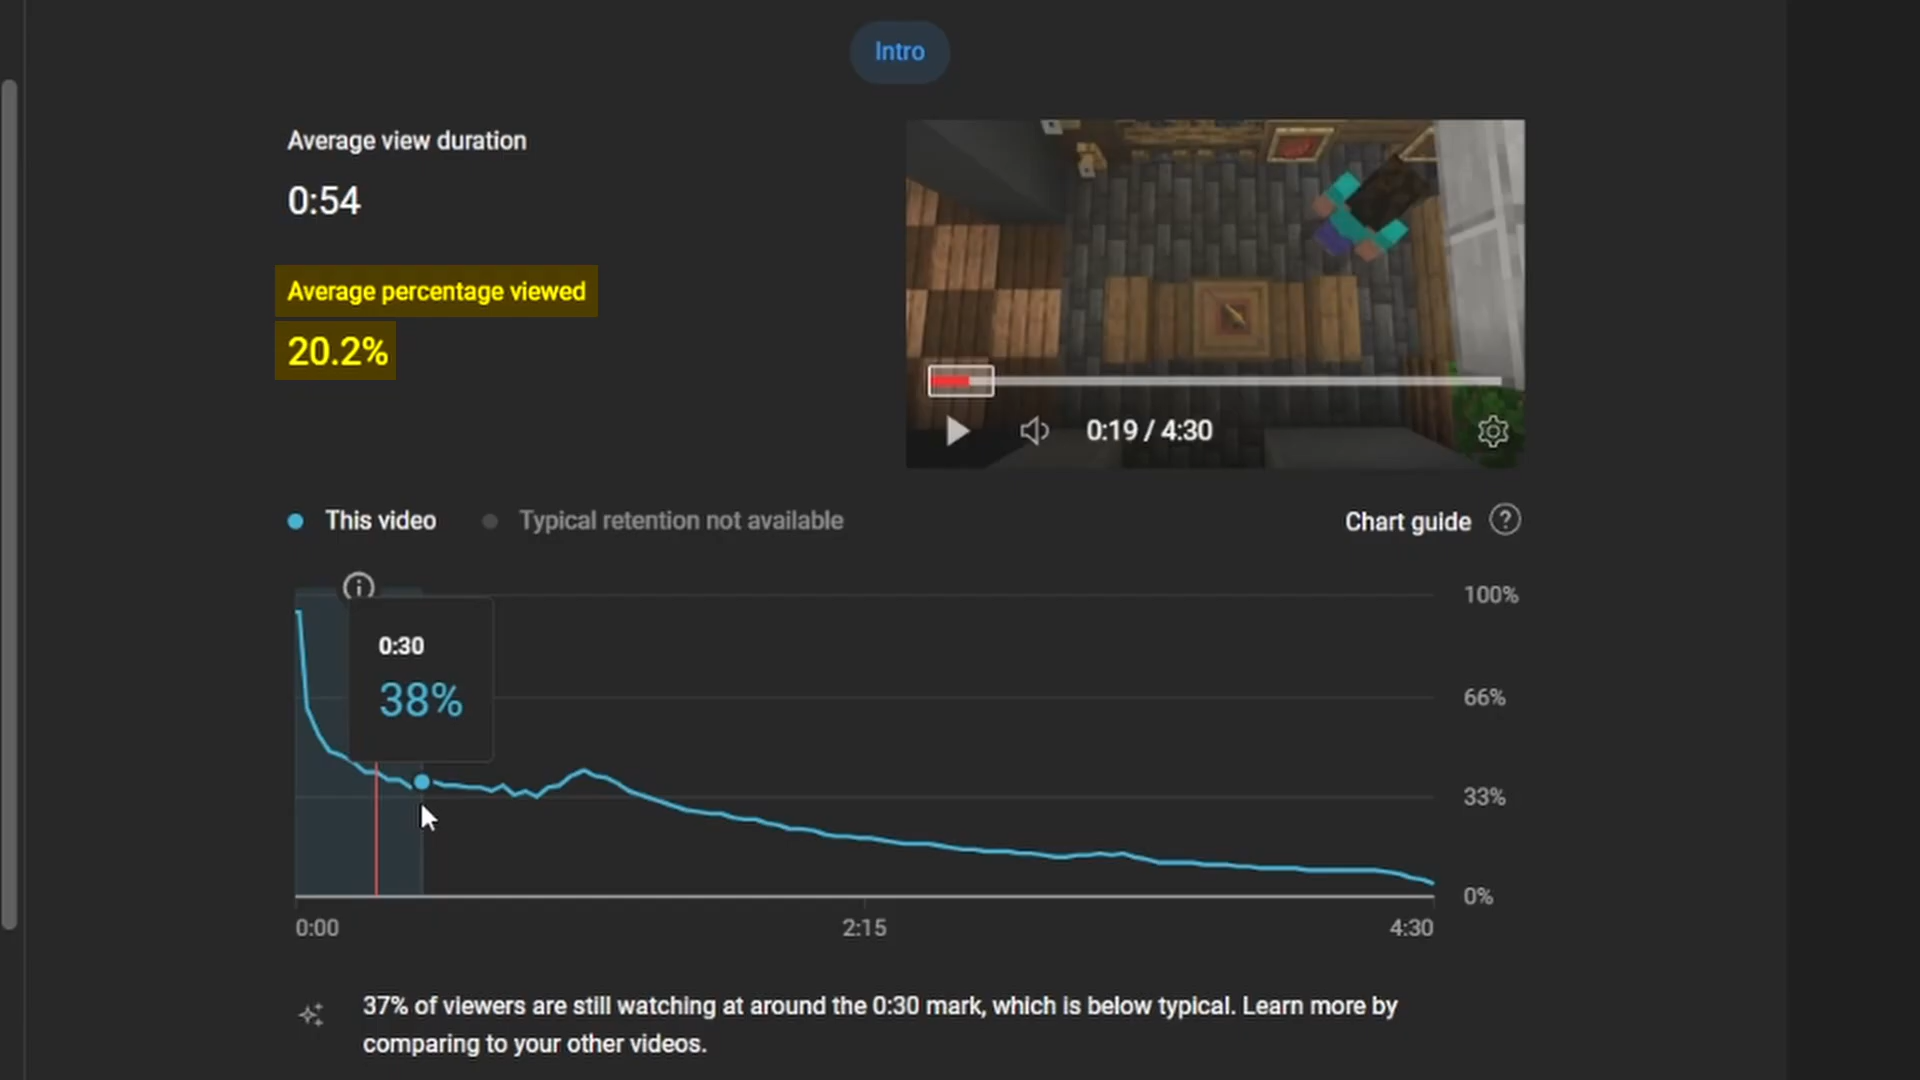 Intro
Average view duration
0:54
Average percentage viewed
20.2%
0:19 / 4:30
This video
Typical retention not available
Chart guide
0:30
38%
100%
66%
33%
0%
0:00
2:15
4:30
37% of viewers are still watching at around the 0:30 mark, which is below typical. Learn more by
comparing to your other videos.